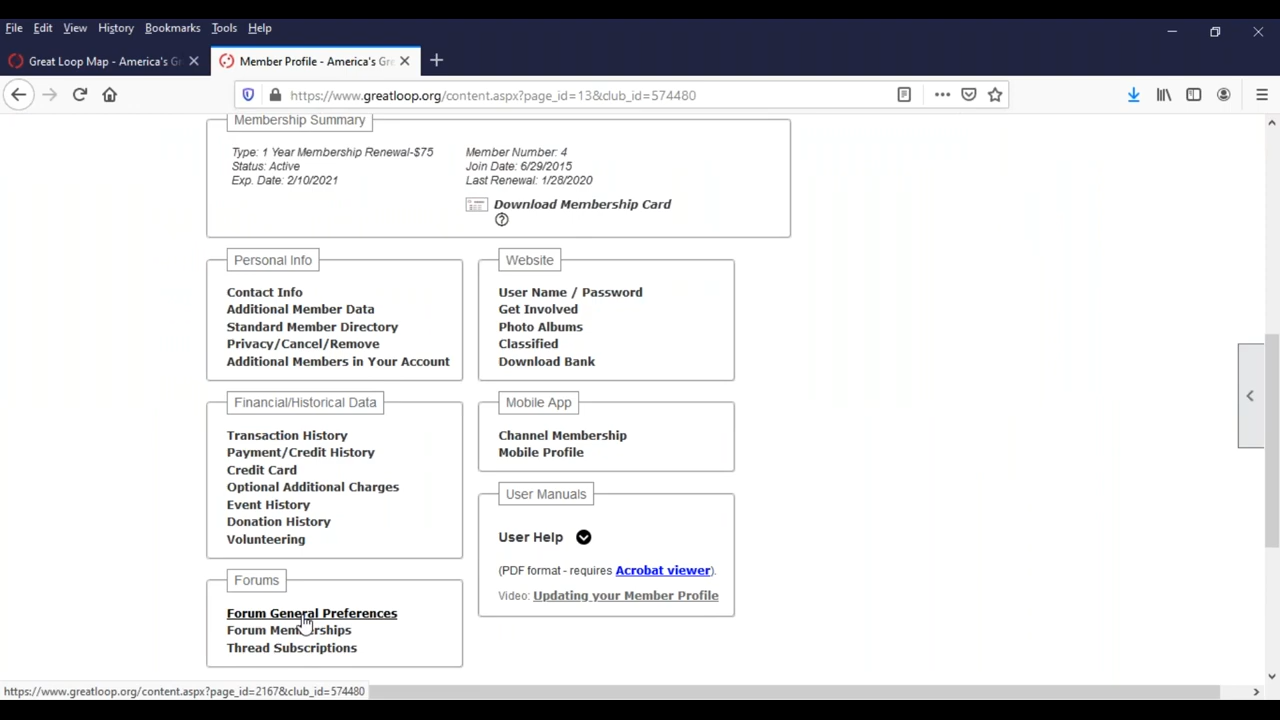 File Edit View History Bookmarks Tools Help
Great Loop Map - America's Gr
Member Profile - America's Gre
https://www.greatloop.org/content.aspx?page_id=13&club_id=574480
Membership Summary
Type: 1 Year Membership Renewal-$75
Status: Active
Exp. Date: 2/10/2021
Member Number: 4
Join Date: 6/29/2015
Last Renewal: 1/28/2020
Download Membership Card
Personal Info
Contact Info
Additional Member Data
Standard Member Directory
Privacy/Cancel/Remove
Additional Members in Your Account
Website
User Name / Password
Get Involved
Photo Albums
Classified
Download Bank
Financial/Historical Data
Transaction History
Payment/Credit History
Credit Card
Optional Additional Charges
Event History
Donation History
Volunteering
Mobile App
Channel Membership
Mobile Profile
User Manuals
User Help
(PDF format - requires Acrobat viewer).
Video: Updating your Member Profile
Forums
Forum General Preferences
Forum Memberships
Thread Subscriptions
https://www.greatloop.org/content.aspx?page_id=2167&club_id=574480